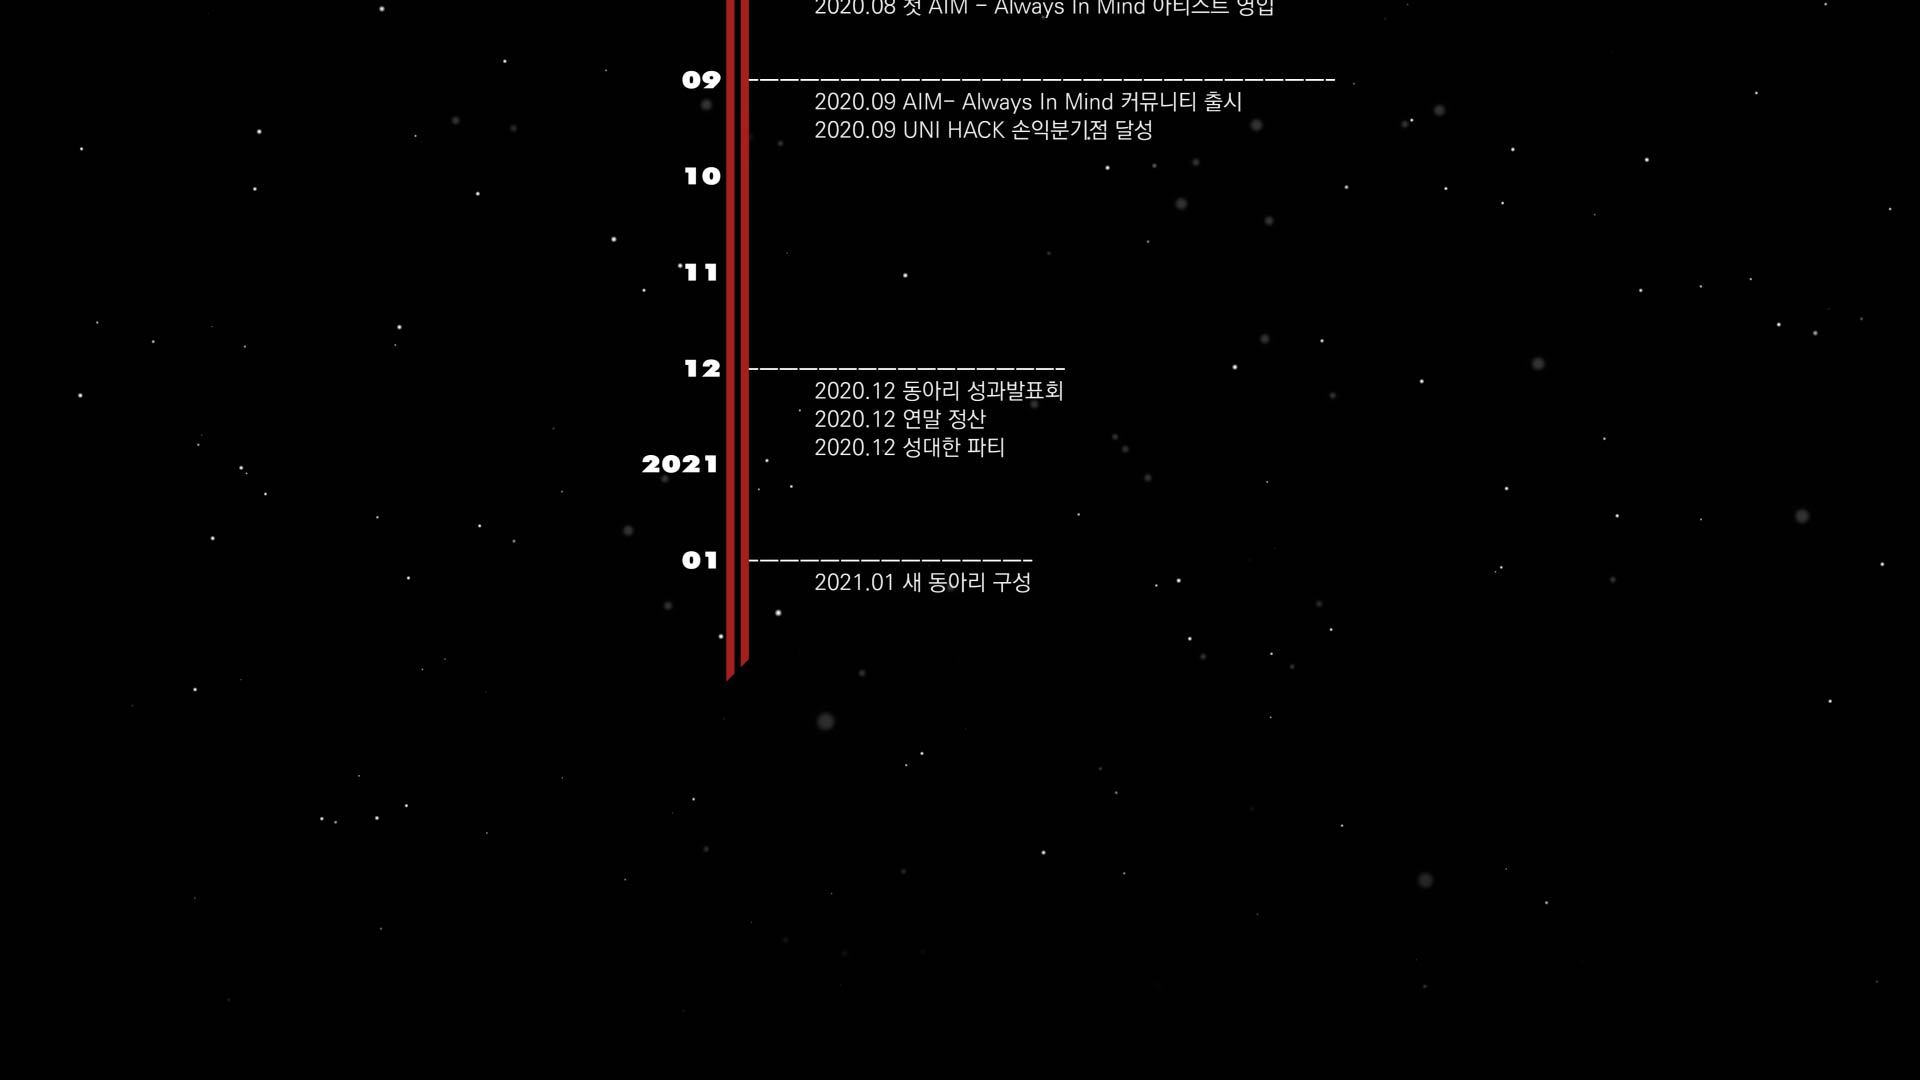 2020.08 첫 AIM - Always In Mind 아티스트 영입
09
2020.09 AIM- Always In Mind 커뮤니티 출시
2020.09 UNI HACK 손익분기점 달성
10
11
12
2020.12 동아리 성과발표회
2020.12 연말 정산
2020.12 성대한 파티
2021
01
2021.01 새 동아리 구성